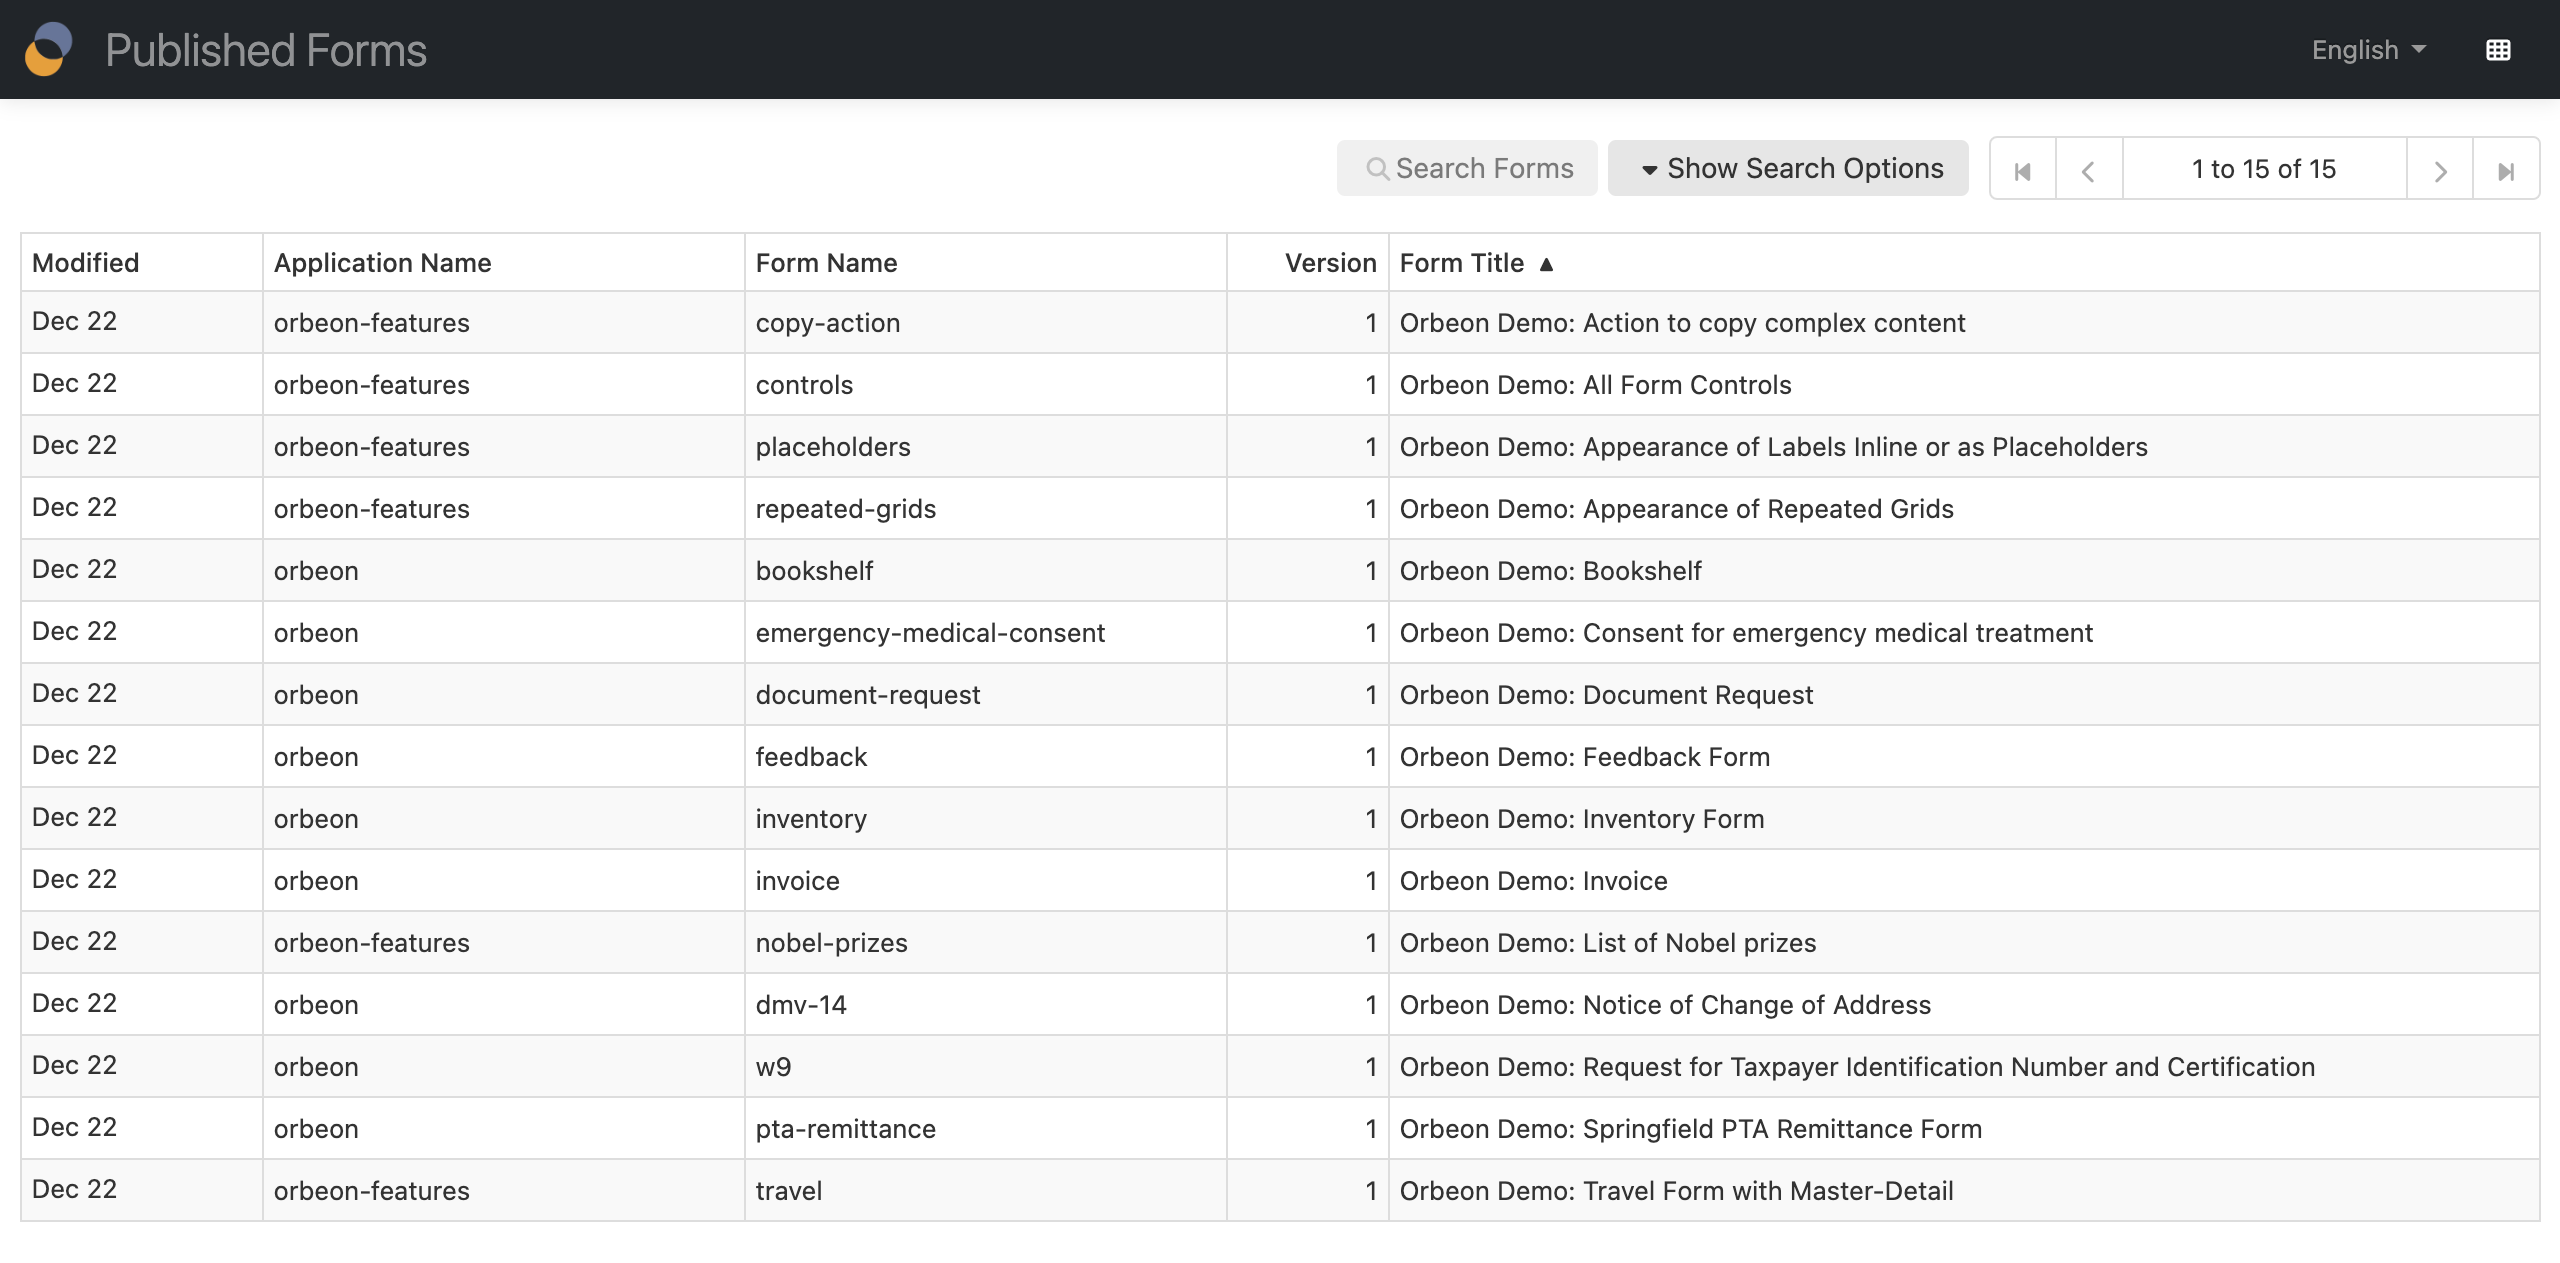 Published Forms
English
Search Forms
Show Search Options
1 to 15 of 15
Modified Application Name Form Name Version Form Title ▲
Dec 22 orbeon-features copy-action 1 Orbeon Demo: Action to copy complex content
Dec 22 orbeon-features controls 1 Orbeon Demo: All Form Controls
Dec 22 orbeon-features placeholders 1 Orbeon Demo: Appearance of Labels Inline or as Placeholders
Dec 22 orbeon-features repeated-grids 1 Orbeon Demo: Appearance of Repeated Grids
Dec 22 orbeon bookshelf 1 Orbeon Demo: Bookshelf
Dec 22 orbeon emergency-medical-consent 1 Orbeon Demo: Consent for emergency medical treatment
Dec 22 orbeon document-request 1 Orbeon Demo: Document Request
Dec 22 orbeon feedback 1 Orbeon Demo: Feedback Form
Dec 22 orbeon inventory 1 Orbeon Demo: Inventory Form
Dec 22 orbeon invoice 1 Orbeon Demo: Invoice
Dec 22 orbeon-features nobel-prizes 1 Orbeon Demo: List of Nobel prizes
Dec 22 orbeon dmv-14 1 Orbeon Demo: Notice of Change of Address
Dec 22 orbeon w9 1 Orbeon Demo: Request for Taxpayer Identification Number and Certification
Dec 22 orbeon pta-remittance 1 Orbeon Demo: Springfield PTA Remittance Form
Dec 22 orbeon-features travel 1 Orbeon Demo: Travel Form with Master-Detail